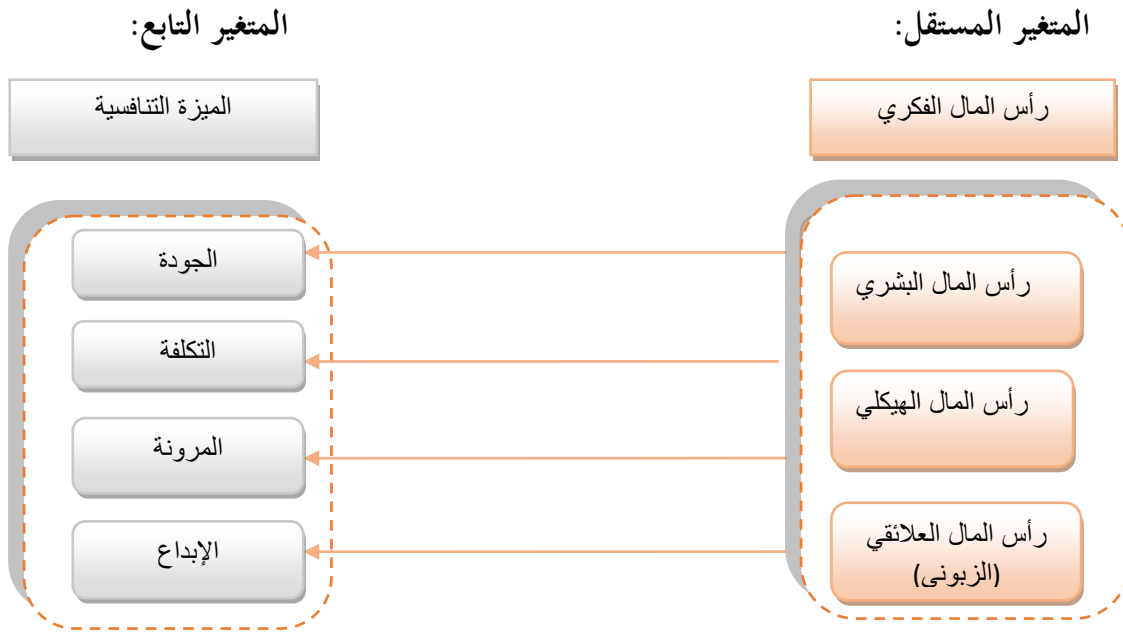 المتغير المستقل:
المتغير التابع:
رأس المال الفكري
الميزة التنافسية
رأس المال البشري
رأس المال الهيكلي
رأس المال العلائقي
(الزبوني)
الجودة
التكلفة
المرونة
الإبداع